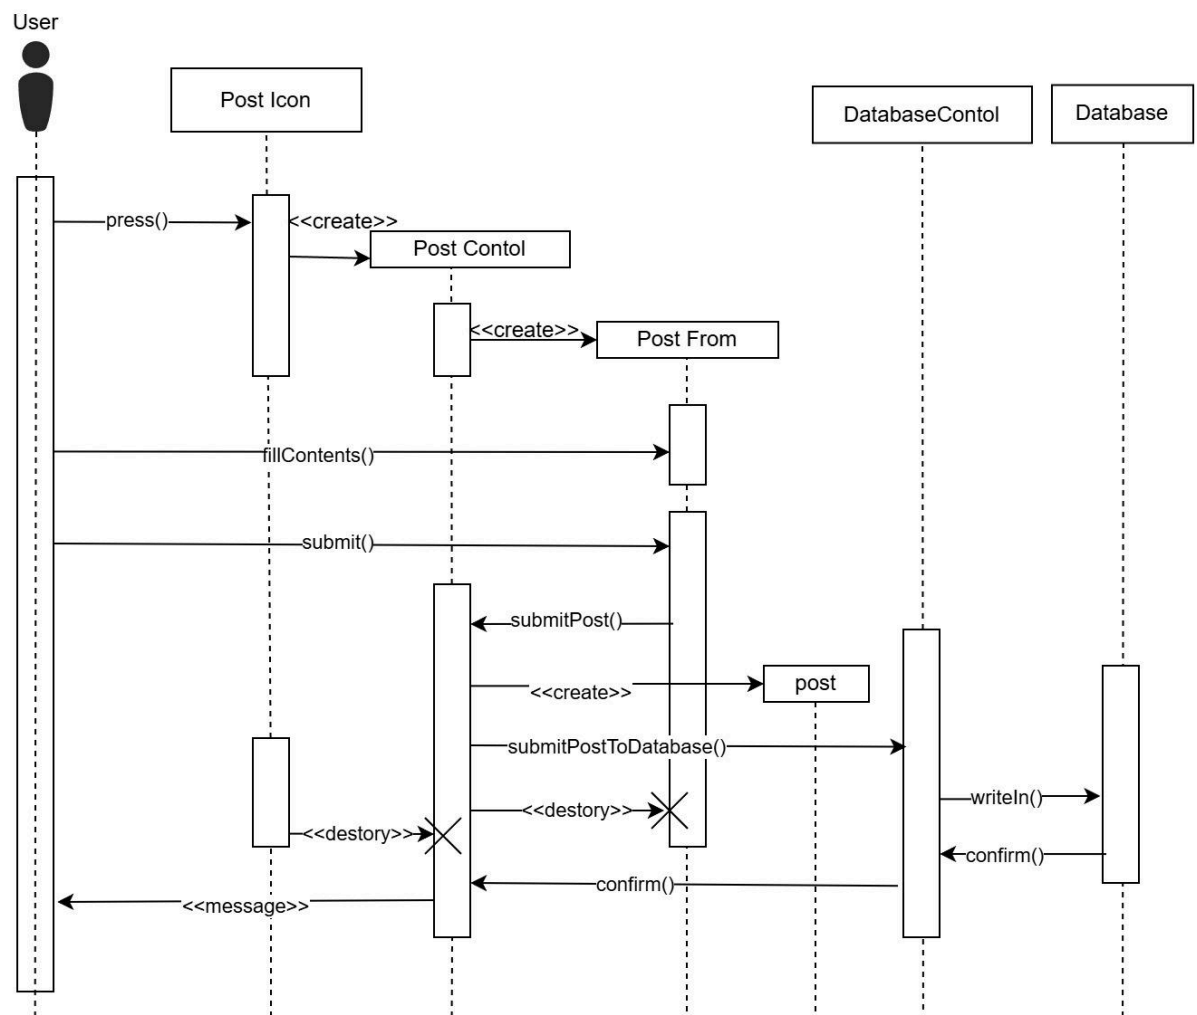 User
Post Icon
DatabaseContol
Database
press()
<<create>>
Post Contol
<<create>>
Post From
fillContents()
submit()
submitPost()
<<create>>
post
submitPostToDatabase()
writeIn()
<<destory>>
<<destory>>
confirm()
confirm()
<<message>>